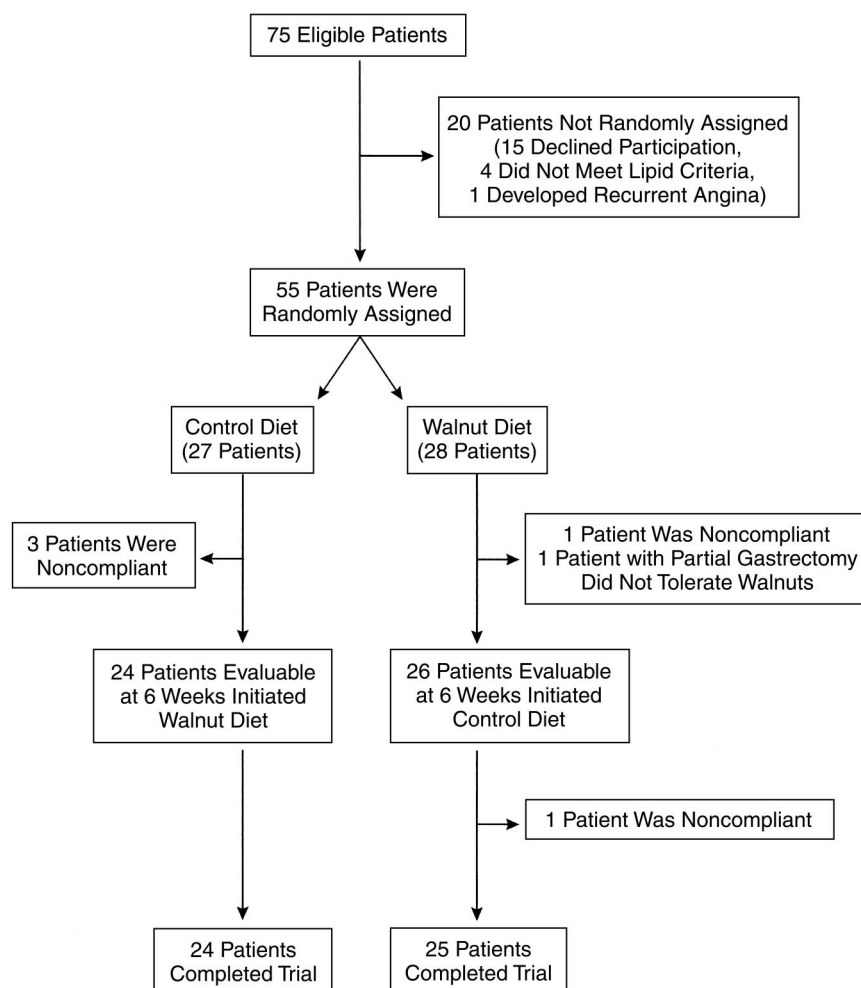 75 Eligible Patients
20 Patients Not Randomly Assigned
(15 Declined Participation,
4 Did Not Meet Lipid Criteria,
1 Developed Recurrent Angina)
55 Patients Were
Randomly Assigned
Control Diet
(27 Patients)
Walnut Diet
(28 Patients)
3 Patients Were
Noncompliant
1 Patient Was Noncompliant
1 Patient with Partial Gastrectomy
Did Not Tolerate Walnuts
24 Patients Evaluable
at 6 Weeks Initiated
Walnut Diet
26 Patients Evaluable
at 6 Weeks Initiated
Control Diet
1 Patient Was Noncompliant
24 Patients
Completed Trial
25 Patients
Completed Trial